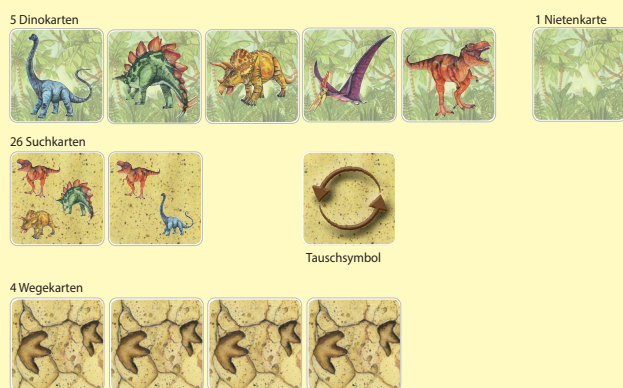 5 Dinokarten
1 Nietenkarte
26 Suchkarten
Tauschsymbol
4 Wegekarten